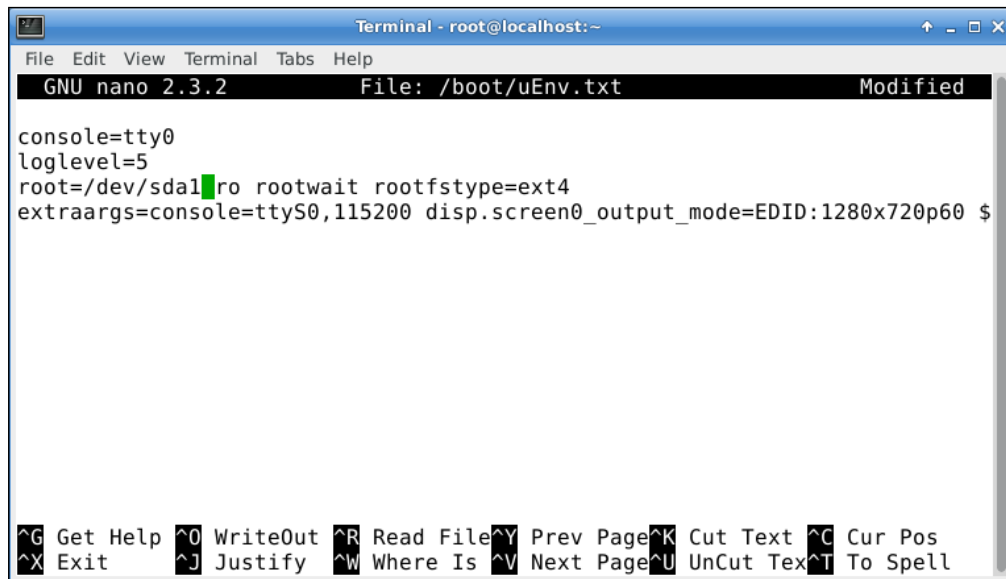 Terminal - root@localhost:~
File Edit View Terminal Tabs Help
GNU nano 2.3.2 File: /boot/uEnv.txt Modified
console=tty0
loglevel=5
root=/dev/sda1 ro rootwait rootfstype=ext4
extraargs=console=ttyS0,115200 disp.screen0_output_mode=EDID:1280x720p60 $
^G Get Help ^O WriteOut ^R Read File^Y Prev Page^K Cut Text ^C Cur Pos
^X Exit ^J Justify ^W Where Is ^V Next Page^U UnCut Tex^T To Spell